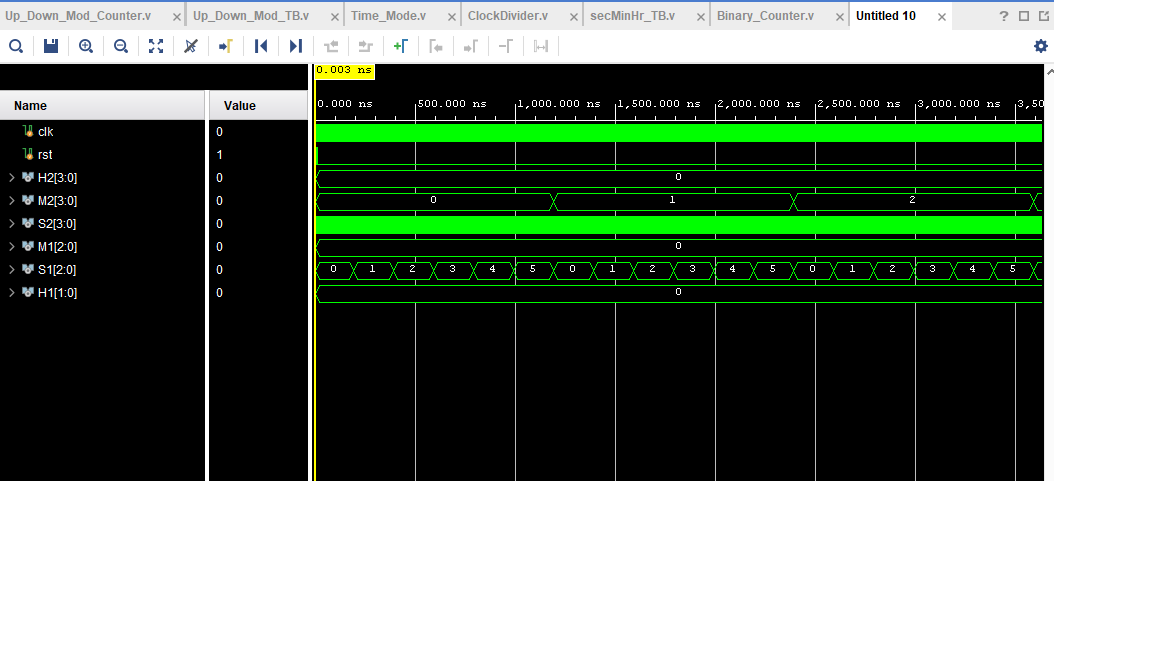 Up_Down_Mod_Counter.v Up_Down_Mod_TB.v Time_Mode.v ClockDivider.v secMinHr_TB.v Binary_Counter.v Untitled 10
0.003 ns
Name Value 0.000 ns 500.000 ns 1,000.000 ns 1,500.000 ns 2,000.000 ns 2,500.000 ns 3,000.000 ns 3,50
clk 0
rst 1
H2[3:0] 0 0
M2[3:0] 0 0 1 2
S2[3:0] 0
M1[2:0] 0 0
S1[2:0] 0 0 1 2 3 4 5 0 1 2 3 4 5 0 1 2 3 4 5
H1[1:0] 0 0